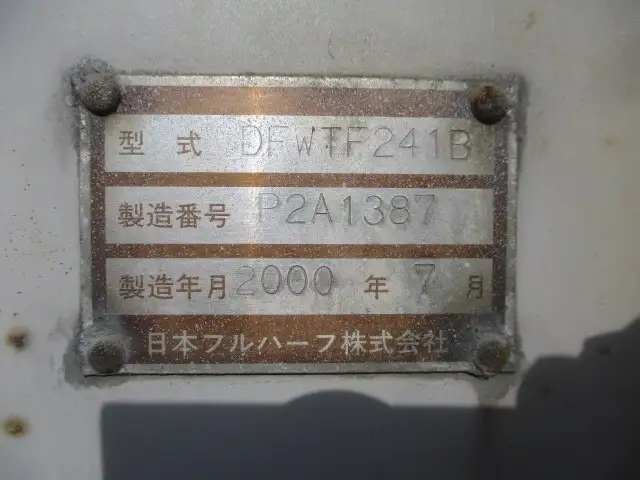 型 式 DFWTF241B
製造番号 P2A1387
製造年月 2000 年 7 月
日本フルハーフ株式会社